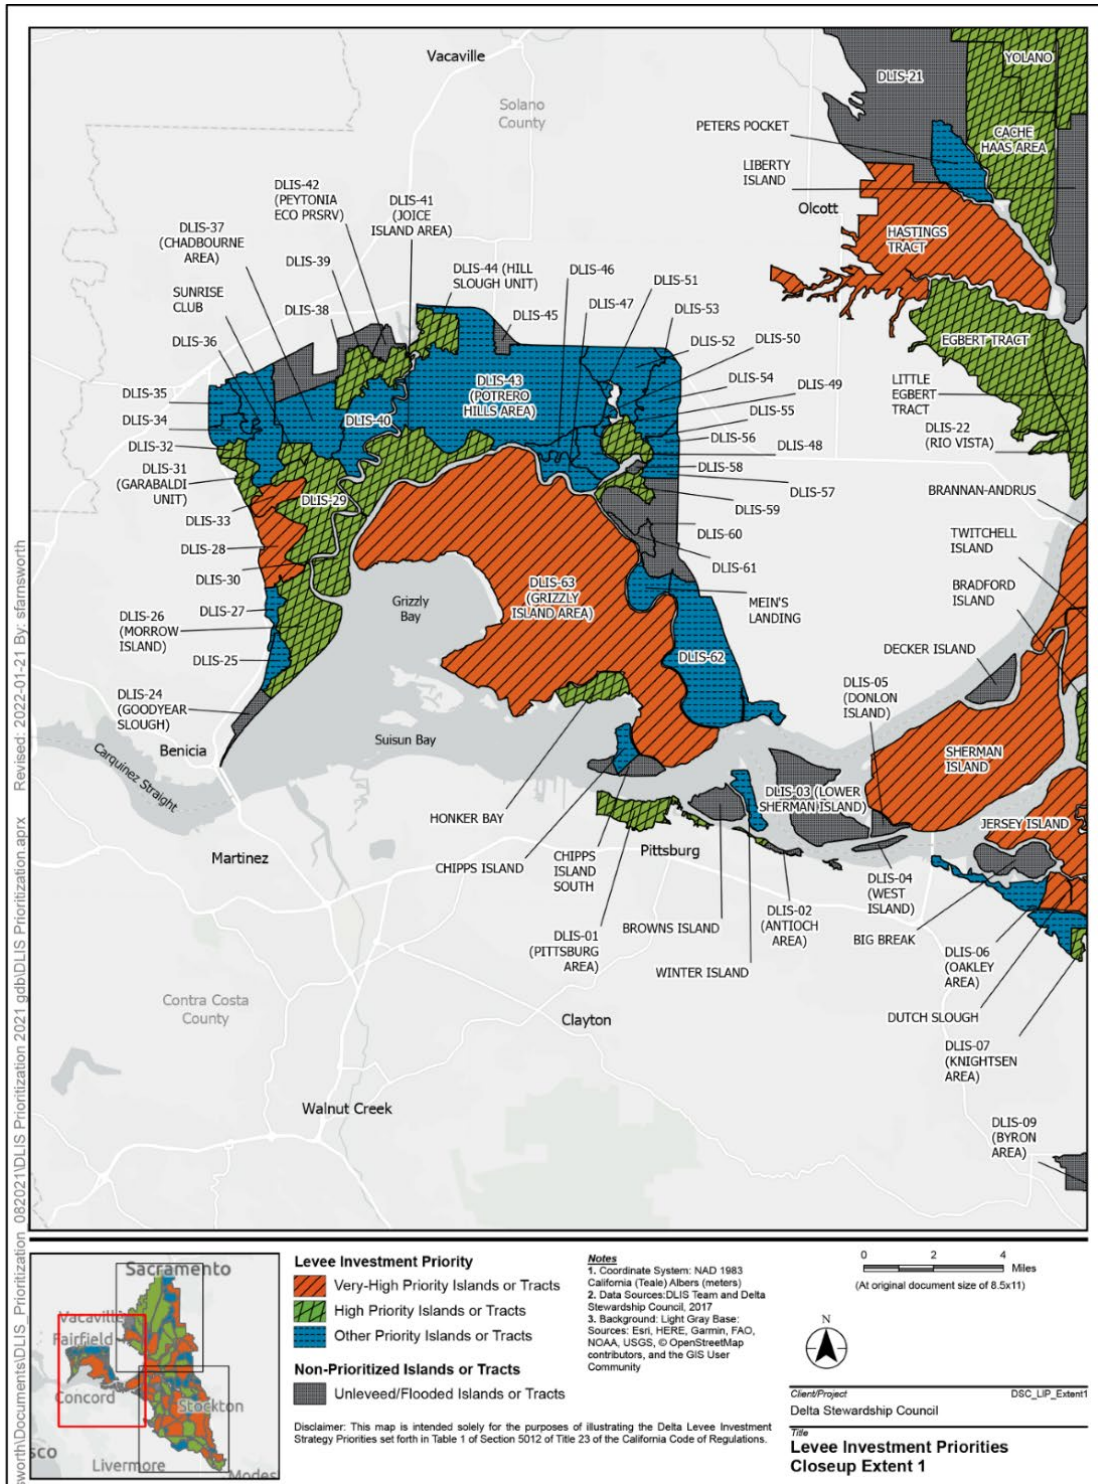 Vacaville
Solano
County
DLIS-21
YOLANO
PETERS POCKET
CACHE
HAAS AREA
LIBERTY
ISLAND
Olcott
HASTINGS
TRACT
DLIS-42
(PEYTONIA
ECO PRSRV)
DLIS-41
(JOICE
ISLAND AREA)
DLIS-37
(CHADBOURNE
AREA)
DLIS-39
DLIS-44 (HILL
SLOUGH UNIT)
DLIS-46
DLIS-51
SUNRISE
CLUB
DLIS-38
DLIS-45
DLIS-47
DLIS-53
DLIS-36
DLIS-52
DLIS-50
EGBERT TRACT
DLIS-35
DLIS-43
(POTRERO
HILLS AREA)
DLIS-54
DLIS-49
LITTLE
EGBERT
TRACT
DLIS-34
DLIS-40
DLIS-55
DLIS-32
DLIS-56
DLIS-22
(RIO VISTA)
DLIS-31
(GARABALDI
UNIT)
DLIS-48
DLIS-58
DLIS-29
DLIS-57
BRANNAN-ANDRUS
DLIS-33
DLIS-59
DLIS-28
DLIS-60
TWITCHELL
ISLAND
DLIS-30
DLIS-61
DLIS-63
(GRIZZLY
ISLAND AREA)
BRADFORD
ISLAND
Grizzly
Bay
MEIN'S
LANDING
DLIS-27
DLIS-26
(MORROW
ISLAND)
DLIS-25
DLIS-62
DECKER ISLAND
DLIS-24
(GOODYEAR
SLOUGH)
DLIS-05
(DONLON
ISLAND)
Benicia
Suisun Bay
SHERMAN
ISLAND
Carquinez Straight
DLIS-03 (LOWER
SHERMAN ISLAND)
HONKER BAY
JERSEY ISLAND
Martinez
Pittsburg
CHIPPS ISLAND
CHIPPS
ISLAND
SOUTH
DLIS-04
(WEST
ISLAND)
DLIS-02
(ANTIOCH
AREA)
BROWNS ISLAND
BIG BREAK
DLIS-01
(PITTSBURG
AREA)
DLIS-06
(OAKLEY
AREA)
WINTER ISLAND
Contra Costa
County
Clayton
DUTCH SLOUGH
DLIS-07
(KNIGHTSEN
AREA)
Walnut Creek
DLIS-09
(BYRON
AREA)
sworth\Documents\DLIS_Prioritization_082021\DLIS Prioritization 2021 gdb\DLIS Prioritization.aprx Revised: 2022-01-21 By: sfarnsworth
Sacramento
Vacaville
Fairfield
Concord
Stockton
sco
Livermore
Modes
Levee Investment Priority
Very-High Priority Islands or Tracts
High Priority Islands or Tracts
Other Priority Islands or Tracts
Non-Prioritized Islands or Tracts
Unleveed/Flooded Islands or Tracts
Notes
1. Coordinate System: NAD 1983
California (Teale) Albers (meters)
2. Data Sources:DLIS Team and Delta
Stewardship Council, 2017
3. Background: Light Gray Base:
Sources: Esri, HERE, Garmin, FAO,
NOAA, USGS, © OpenStreetMap
contributors, and the GIS User
Community
Disclaimer: This map is intended solely for the purposes of illustrating the Delta Levee Investment
Strategy Priorities set forth in Table 1 of Section 5012 of Title 23 of the California Code of Regulations.
0 2 4
Miles
(At original document size of 8.5x11)
N
Client/Project DSC_LIP_Extent1
Delta Stewardship Council
Title
Levee Investment Priorities
Closeup Extent 1